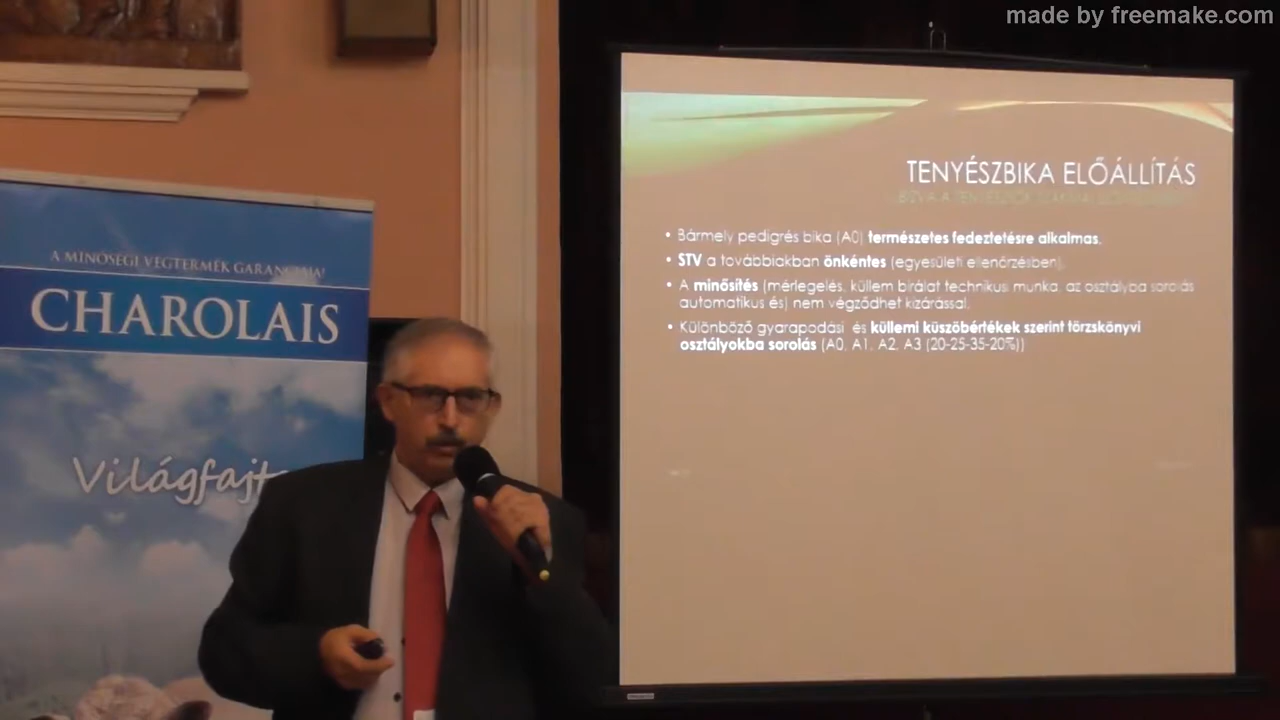 made by freemake.com
A MINŐSÉGI VÉGTERMÉK GARANCIÁJA!
CHAROLAIS
Világfajta
TENYÉSZBIKA ELŐÁLLÍTÁS
• Bármely pedigrés bika (A0) természetes fedeztetésre alkalmas.
• STV a továbbiakban önkéntes (egyesületi ellenőrzésben).
• A minősítés (mérlegelés, küllem bírálat technikusi munka, az osztályba sorolás
automatikus és) nem végződhet kizárással.
• Különböző gyarapodási és küllemi küszöbértékek szerint törzskönyvi
osztályokba sorolás (A0, A1, A2, A3 (20-25-35-20%))